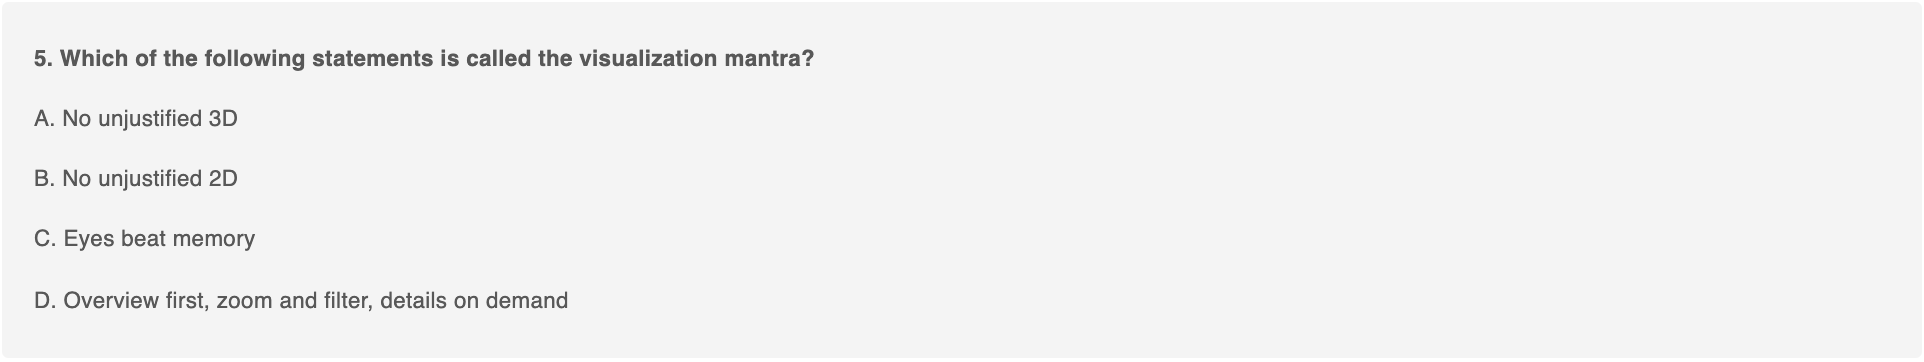 5. Which of the following statements is called the visualization mantra?
A. No unjustified 3D
B. No unjustified 2D
C. Eyes beat memory
D. Overview first, zoom and filter, details on demand